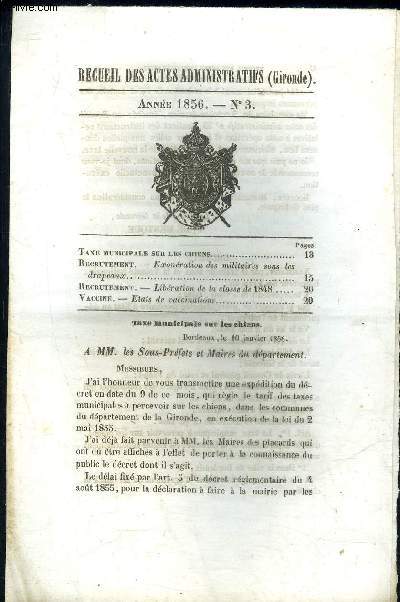 le-livre.com
RECUEIL DES ACTES ADMINISTRATIFS (Gironde).
ANNÉE 1856. — N° 3.
Pages
TAXE MUNICIPALE SUR LES CHIENS. 13
RECRUTEMENT. — Exonération des militaires sous les
drapeaux. 15
RECRUTEMENT. — Libération de la classe de 1848 20
VACCINE. — Etats de vaccinations 20
Taxe municipale sur les chiens.
Bordeaux, le 10 janvier 1856.
A MM. les Sous-Préfets et Maires du département.
MESSIEURS,
J'ai l'honneur de vous transmettre une expédition du dé-
cret en date du 9 de ce mois, qui règle le tarif des taxes
municipales à percevoir sur les chiens, dans les communes
du département de la Gironde, en exécution de la loi du 2
mai 1855.
J'ai déjà fait parvenir à MM. les Maires des placards qui
ont dû être affichés à l'effet de porter à la connaissance du
public le décret dont il s'agit.
Le délai fixé par l'art. 5 du décret réglementaire du 4
août 1855, pour la déclaration à faire à la mairie par les